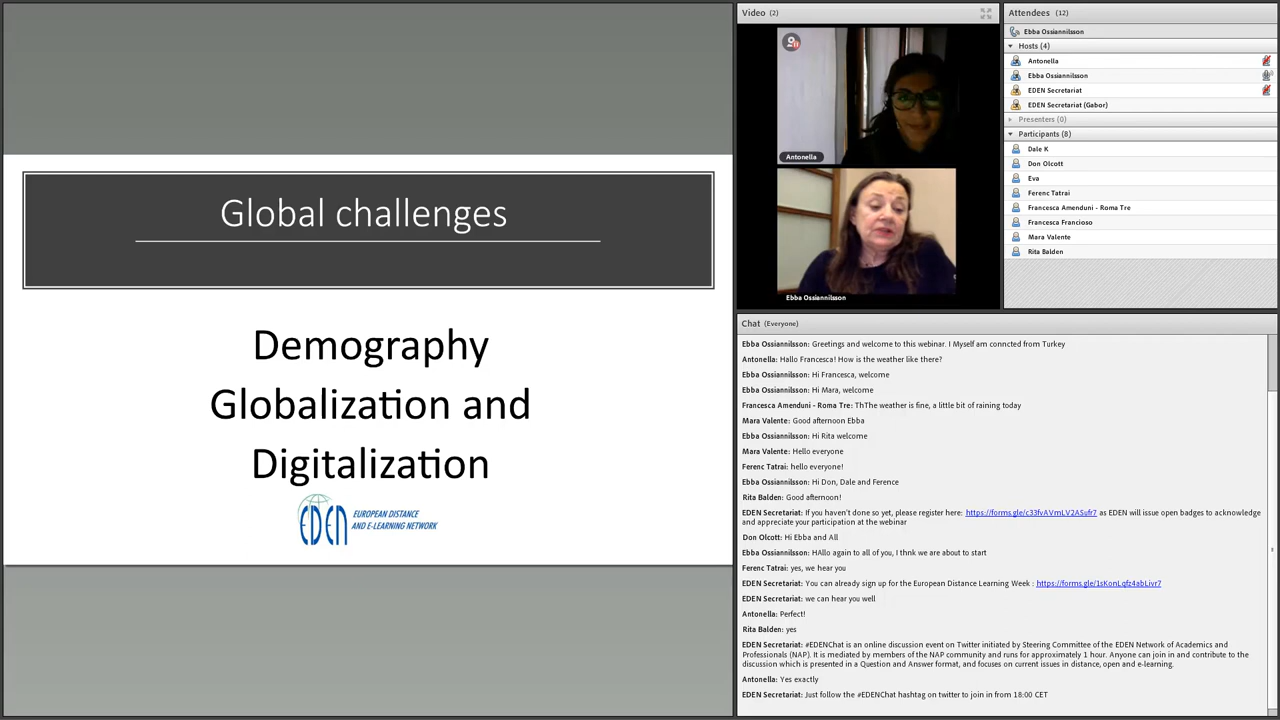 Global challenges
Demography
Globalization and
Digitalization
EDEN
EUROPEAN DISTANCE
AND E-LEARNING NETWORK
Video (2)
Antonella
Ebba Ossiannilsson
Attendees (12)
Ebba Ossiannilsson
Hosts (4)
Antonella
Ebba Ossiannilsson
EDEN Secretariat
EDEN Secretariat (Gabor)
Presenters (0)
Participants (8)
Dale K
Don Olcott
Eva
Ferenc Tatrai
Francesca Amenduni - Roma Tre
Francesca Francioso
Mara Valente
Rita Balden
Chat (Everyone)
Ebba Ossiannilsson: Greetings and welcome to this webinar. I Myself am conncted from Turkey
Antonella: Hallo Francesca! How is the weather like there?
Ebba Ossiannilsson: Hi Francesca, welcome
Ebba Ossiannilsson: Hi Mara, welcome
Francesca Amenduni - Roma Tre: ThThe weather is fine, a little bit of raining today
Mara Valente: Good afternoon Ebba
Ebba Ossiannilsson: Hi Rita welcome
Mara Valente: Hello everyone
Ferenc Tatrai: hello everyone!
Ebba Ossiannilsson: Hi Don, Dale and Ference
Rita Balden: Good afternoon!
EDEN Secretariat: If you haven't done so yet, please register here: https://forms.gle/c33fvAVmLV2ASufr7 as EDEN will issue open badges to acknowledge
and appreciate your participation at the webinar
Don Olcott: Hi Ebba and All
Ebba Ossiannilsson: HAllo again to all of you, I thnk we are about to start
Ferenc Tatrai: yes, we hear you
EDEN Secretariat: You can already sign up for the European Distance Learning Week : https://forms.gle/1sKonLqfz4abLivr7
EDEN Secretariat: we can hear you well
Antonella: Perfect!
Rita Balden: yes
EDEN Secretariat: #EDENChat is an online discussion event on Twitter initiated by Steering Committee of the EDEN Network of Academics and
Professionals (NAP). It is mediated by members of the NAP community and runs for approximately 1 hour. Anyone can join in and contribute to the
discussion which is presented in a Question and Answer format, and focuses on current issues in distance, open and e-learning.
Antonella: Yes exactly
EDEN Secretariat: Just follow the #EDENChat hashtag on twitter to join in from 18:00 CET